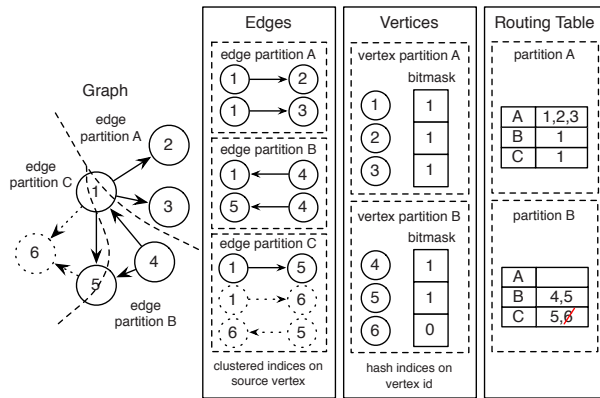 Graph
edge
partition A
edge
partition C
2
1
3
6
4
5
edge
partition B
Edges
edge partition A
1 2
1 3
edge partition B
1 4
5 4
edge partition C
1 5
1 6
6 5
clustered indices on
source vertex
Vertices
vertex partition A
bitmask
1 1
2 1
3 1
vertex partition B
bitmask
4 1
5 1
6 0
hash indices on
vertex id
Routing Table
partition A
A 1,2,3
B 1
C 1
partition B
A
B 4,5
C 5,6